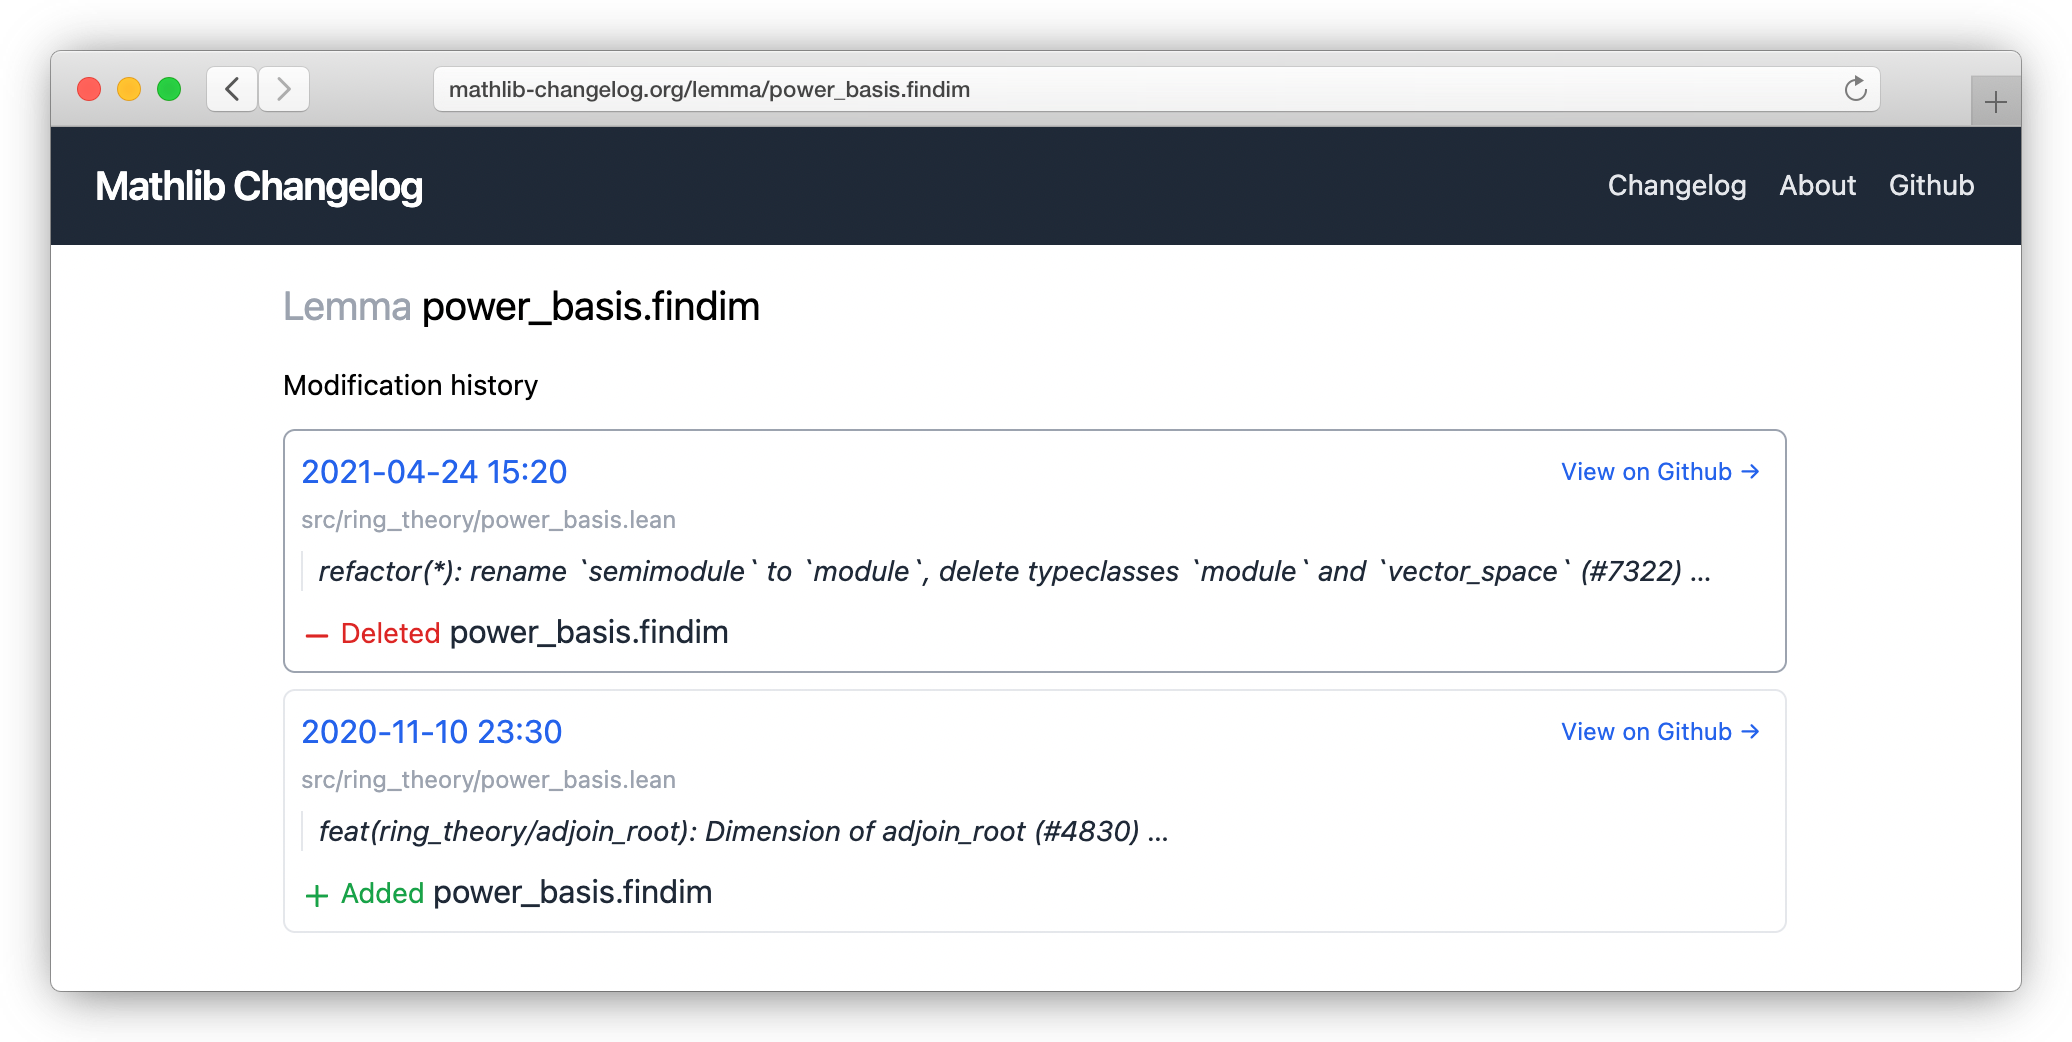 mathlib-changelog.org/lemma/power_basis.findim
Mathlib Changelog
Changelog About Github
Lemma power_basis.findim
Modification history
2021-04-24 15:20
View on Github →
src/ring_theory/power_basis.lean
refactor(*): rename `semimodule` to `module`, delete typeclasses `module` and `vector_space` (#7322) ...
— Deleted power_basis.findim
2020-11-10 23:30
View on Github →
src/ring_theory/power_basis.lean
feat(ring_theory/adjoin_root): Dimension of adjoin_root (#4830) ...
+ Added power_basis.findim